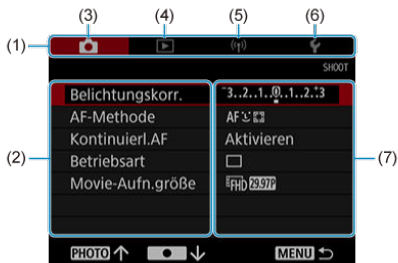 (3) (4) (5) (6)
(1)
SHOOT
Belichtungskorr. -3..2..1..0..1..2.+3
AF-Methode AF
Kontinuierl.AF Aktivieren
(2) (7)
Betriebsart
Movie-Aufn.größe FHD 29.97P
PHOTO MENU